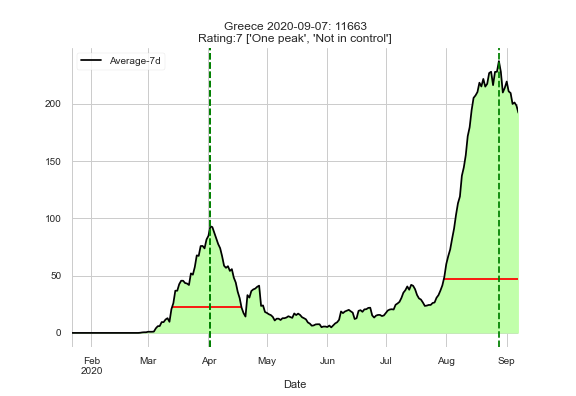 Greece 2020-09-07: 11663
Rating:7 ['One peak', 'Not in control']
Average-7d
200
150
100
50
0
Feb Mar Apr May Jun Jul Aug Sep
2020
Date